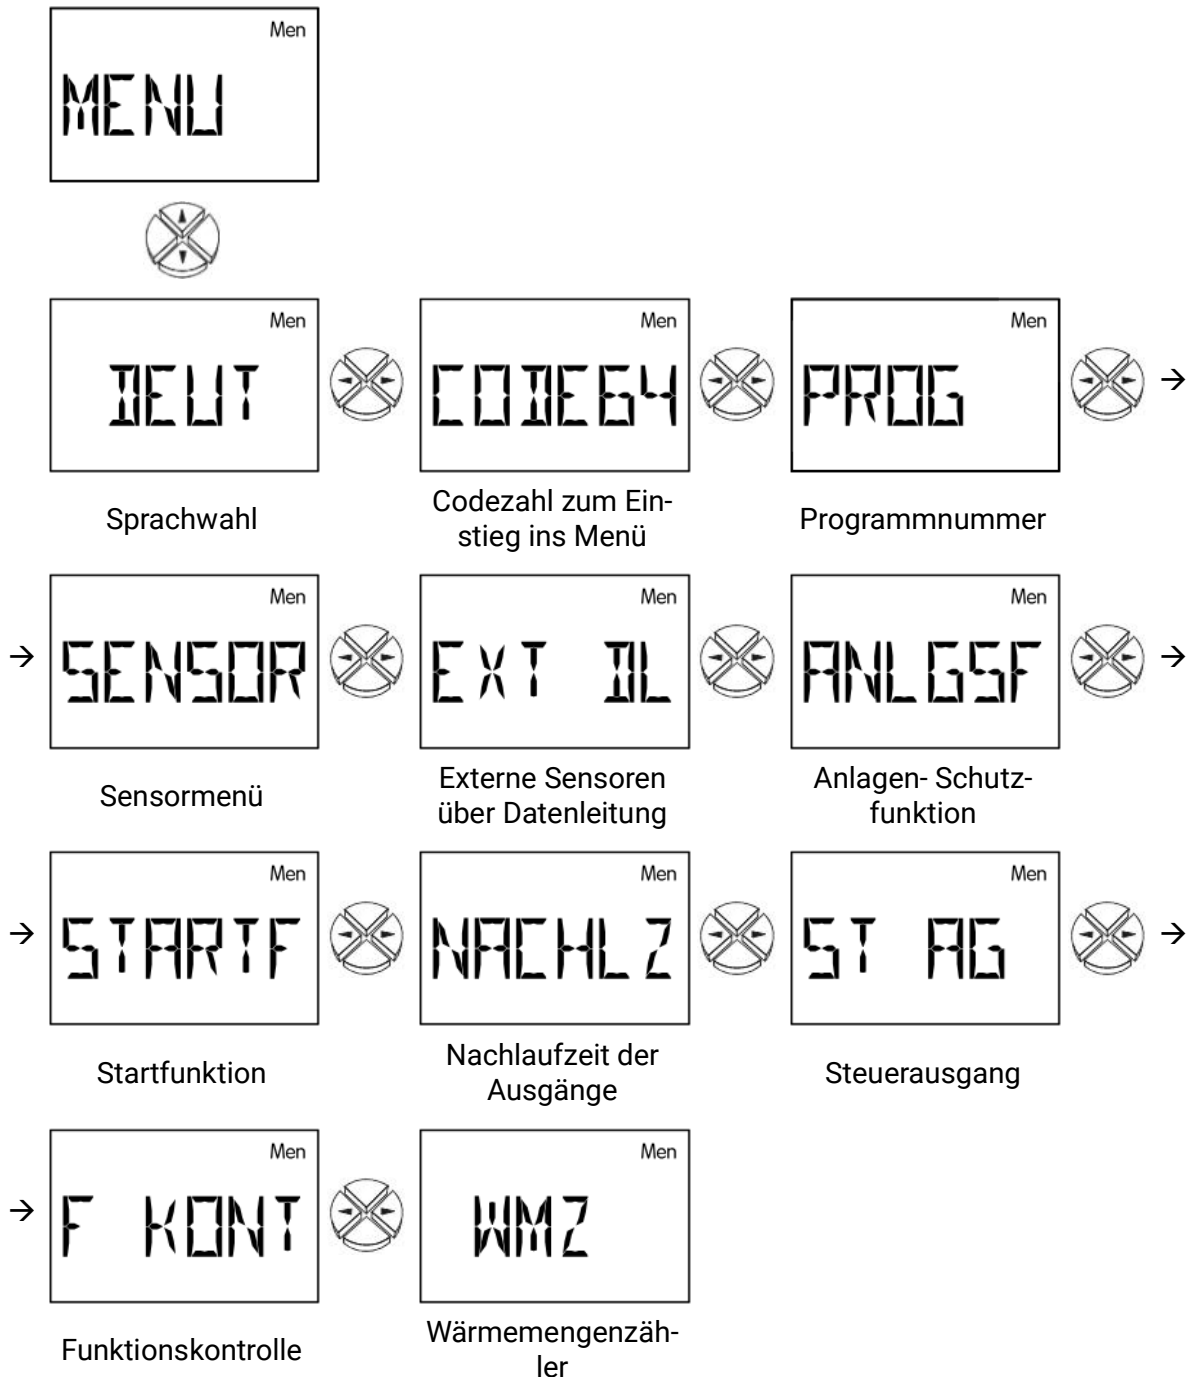 Men
MENU
Men
DEUT
Men
CODE64
Men
PROG
→
Sprachwahl
Codezahl zum Ein-
stieg ins Menü
Programmnummer
→
Men
SENSOR
Men
EXT DL
Men
ANLGSF
→
Sensormenü
Externe Sensoren
über Datenleitung
Anlagen- Schutz-
funktion
→
Men
STARTF
Men
NACHLZ
Men
ST AG
→
Startfunktion
Nachlaufzeit der
Ausgänge
Steuerausgang
→
Men
F KONT
Men
WMZ
Funktionskontrolle
Wärmemengenzäh-
ler